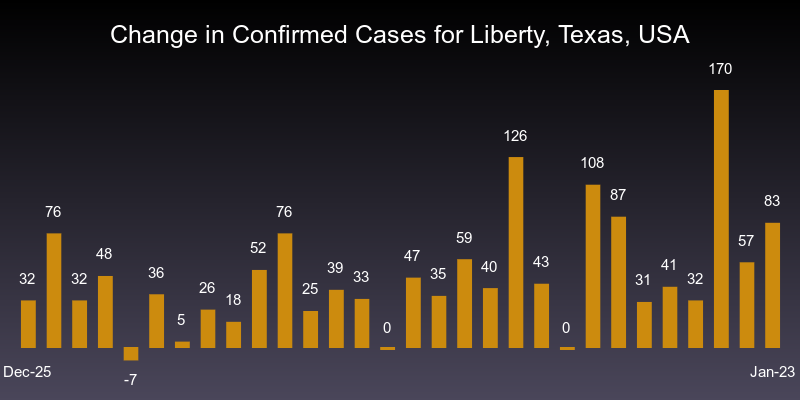 Change in Confirmed Cases for Liberty, Texas, USA
32 76 32 48 -7 36 5 26 18 52 76 25 39 33 0 47 35 59 40 126 43 0 108 87 31 41 32 170 57 83
Dec-25 Jan-23